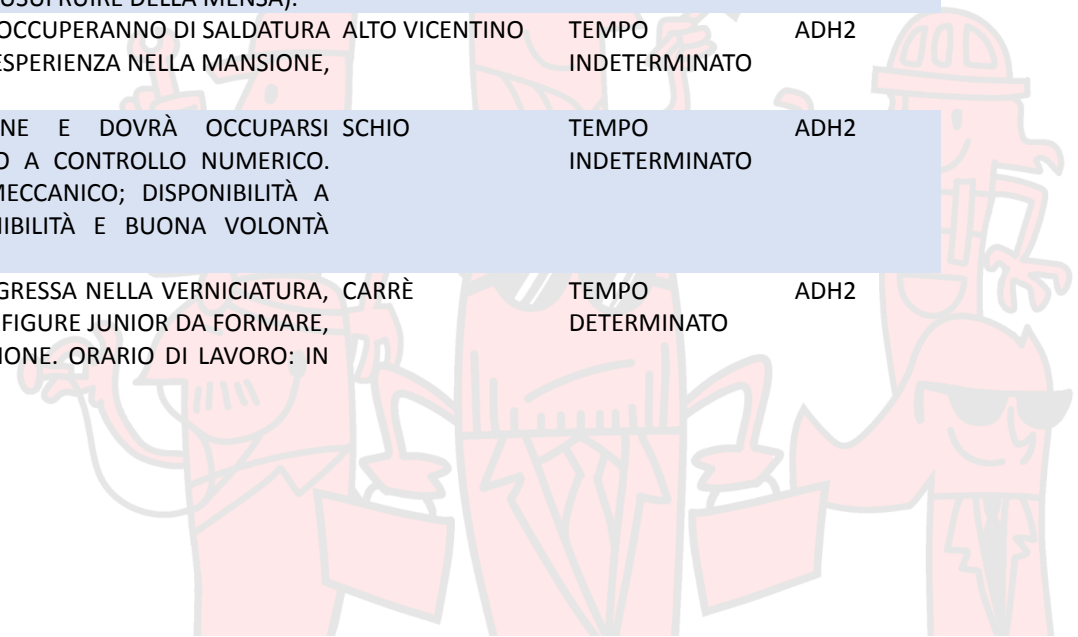 USUFRUIRE DELLA MENSA).
OCCUPERANNO DI SALDATURA ALTO VICENTINO TEMPO ADH2
ESPERIENZA NELLA MANSIONE, INDETERMINATO
NE E DOVRÀ OCCUPARSI SCHIO TEMPO ADH2
O A CONTROLLO NUMERICO. INDETERMINATO
MECCANICO; DISPONIBILITÀ A
NIBILITÀ E BUONA VOLONTÀ
GRESSA NELLA VERNICIATURA, CARRÈ TEMPO ADH2
FIGURE JUNIOR DA FORMARE, DETERMINATO
IONE. ORARIO DI LAVORO: IN